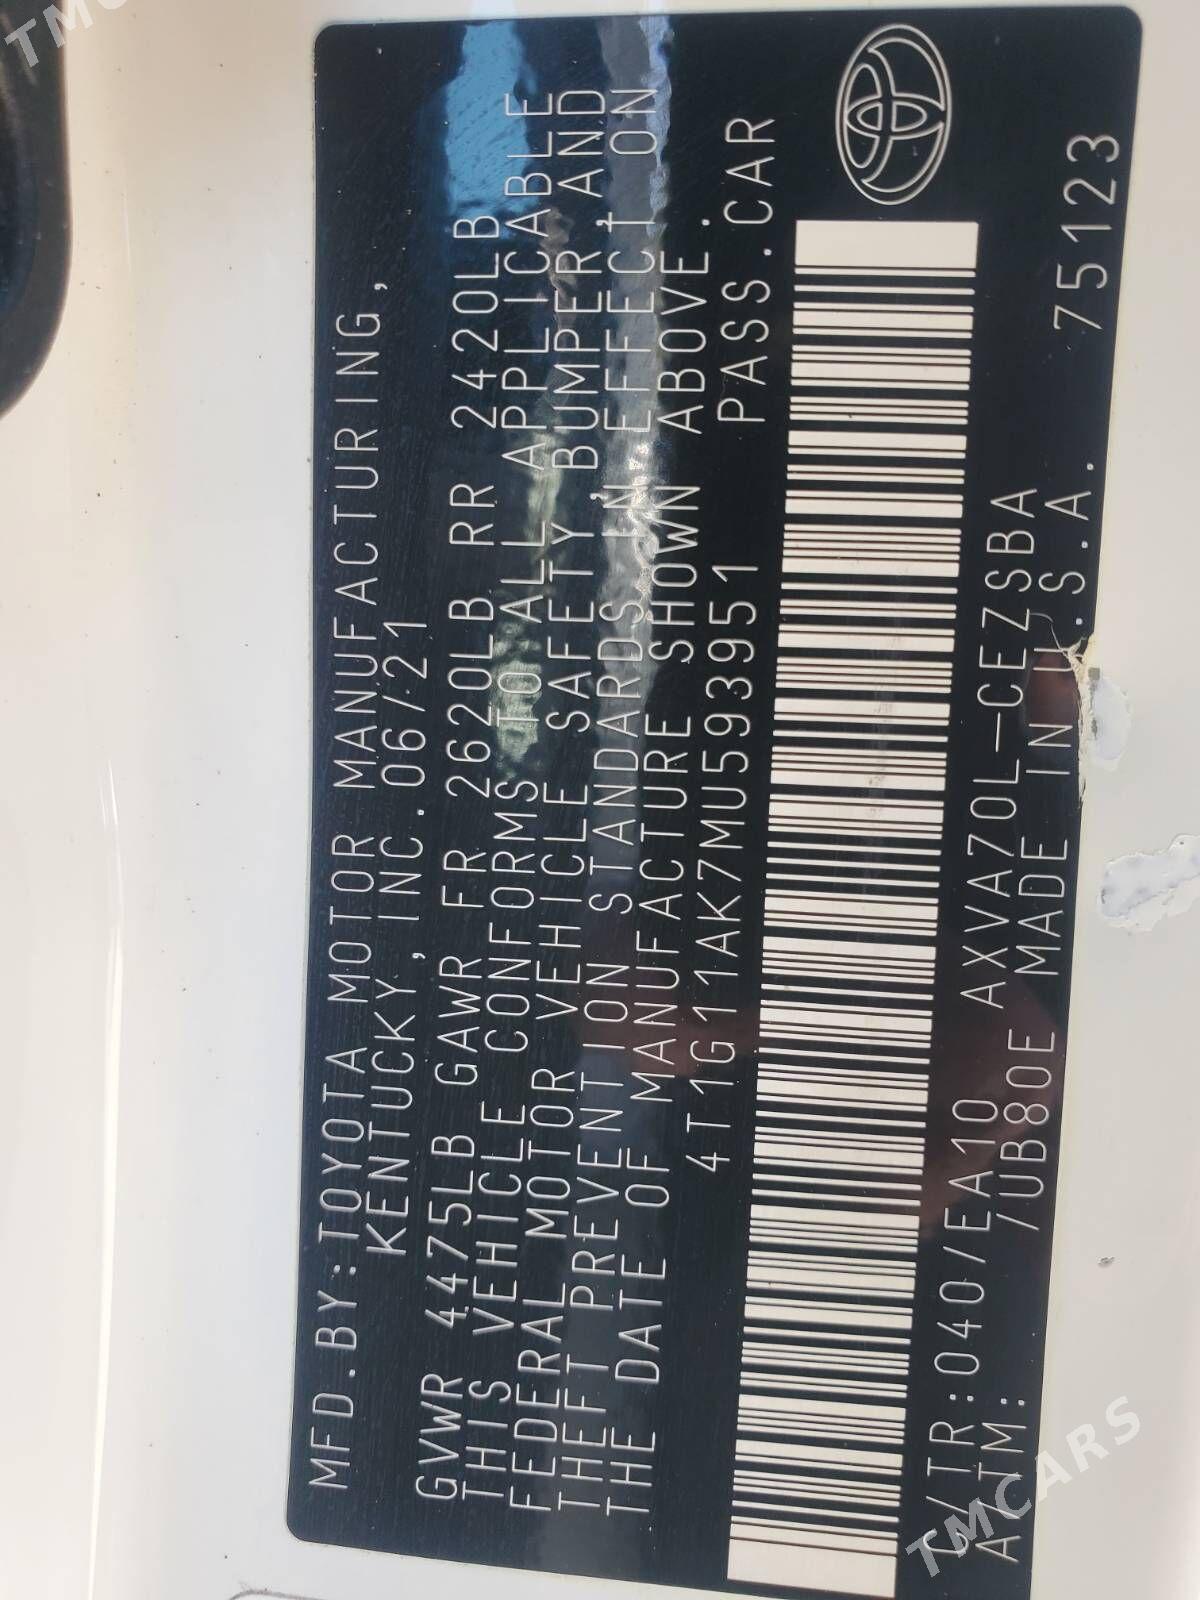 MFD.BY:TOYOTA MOTOR MANUFACTURING,
KENTUCKY, INC. 06/21
GVWR 4475LB GAWR FR 2620LB RR 2420LB
THIS VEHICLE CONFORMS TO ALL APPLICABLE
FEDERAL MOTOR VEHICLE SAFETY, BUMPER, AND
THEFT PREVENTION STANDARDS IN EFFECT ON
THE DATE OF MANUFACTURE SHOWN ABOVE.
4T1G11AK7MU593951 PASS.CAR
C/TR:040/EA10 AXVA70L-CEZSBA
A/TM: /UB80E MADE IN U.S.A. 75123
TMCARS